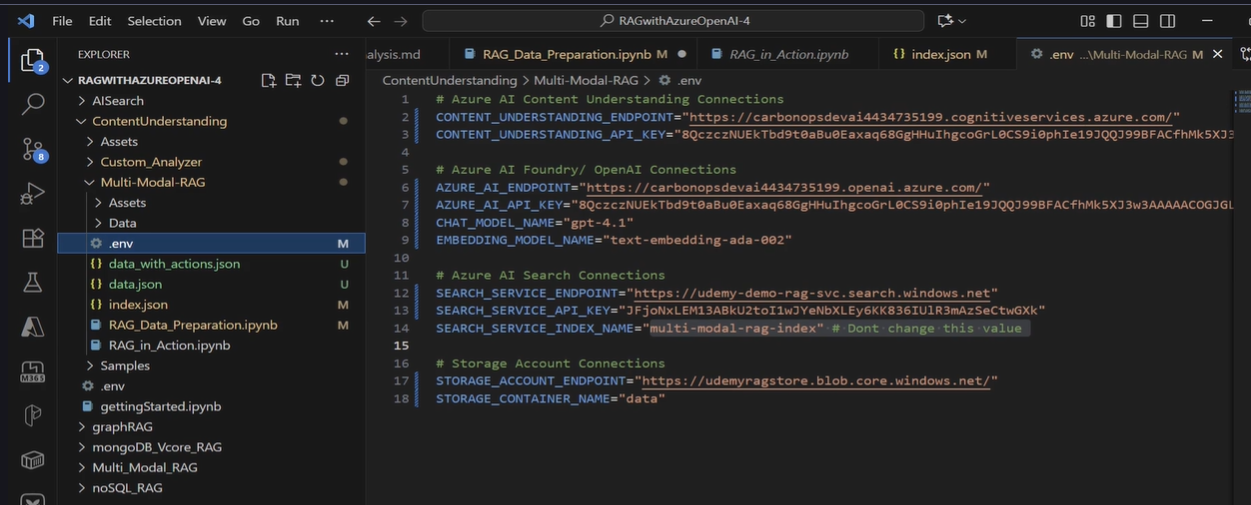 File Edit Selection View Go Run ···
RAGwithAzureOpenAI-4
EXPLORER ···
RAGWITHAZUREOPENAI-4
AISearch
ContentUnderstanding
Assets
Custom_Analyzer
Multi-Modal-RAG
Assets
Data
.env M
data_with_actions.json U
data.json U
index.json M
RAG_Data_Preparation.ipynb M
RAG_in_Action.ipynb
Samples
.env
gettingStarted.ipynb
graphRAG
mongoDB_Vcore_RAG
Multi_Modal_RAG
noSQL_RAG
2
8
M365
alysis.md
RAG_Data_Preparation.ipynb M
RAG_in_Action.ipynb
index.json M
.env ...\Multi-Modal-RAG M
ContentUnderstanding > Multi-Modal-RAG > .env
1 # Azure AI Content Understanding Connections
2 CONTENT_UNDERSTANDING_ENDPOINT="https://carbonopsdevai4434735199.cognitiveservices.azure.com/"
3 CONTENT_UNDERSTANDING_API_KEY="
4
5 # Azure AI Foundry/ OpenAI Connections
6 AZURE_AI_ENDPOINT="https://carbonopsdevai4434735199.openai.azure.com/"
7 AZURE_AI_API_KEY="
8 CHAT_MODEL_NAME="gpt-4.1"
9 EMBEDDING_MODEL_NAME="text-embedding-ada-002"
10
11 # Azure AI Search Connections
12 SEARCH_SERVICE_ENDPOINT="https://udemy-demo-rag-svc.search.windows.net"
13 SEARCH_SERVICE_API_KEY="
14 SEARCH_SERVICE_INDEX_NAME="multi-modal-rag-index" # Dont change this value
15
16 # Storage Account Connections
17 STORAGE_ACCOUNT_ENDPOINT="https://udemyragstore.blob.core.windows.net/"
18 STORAGE_CONTAINER_NAME="data"